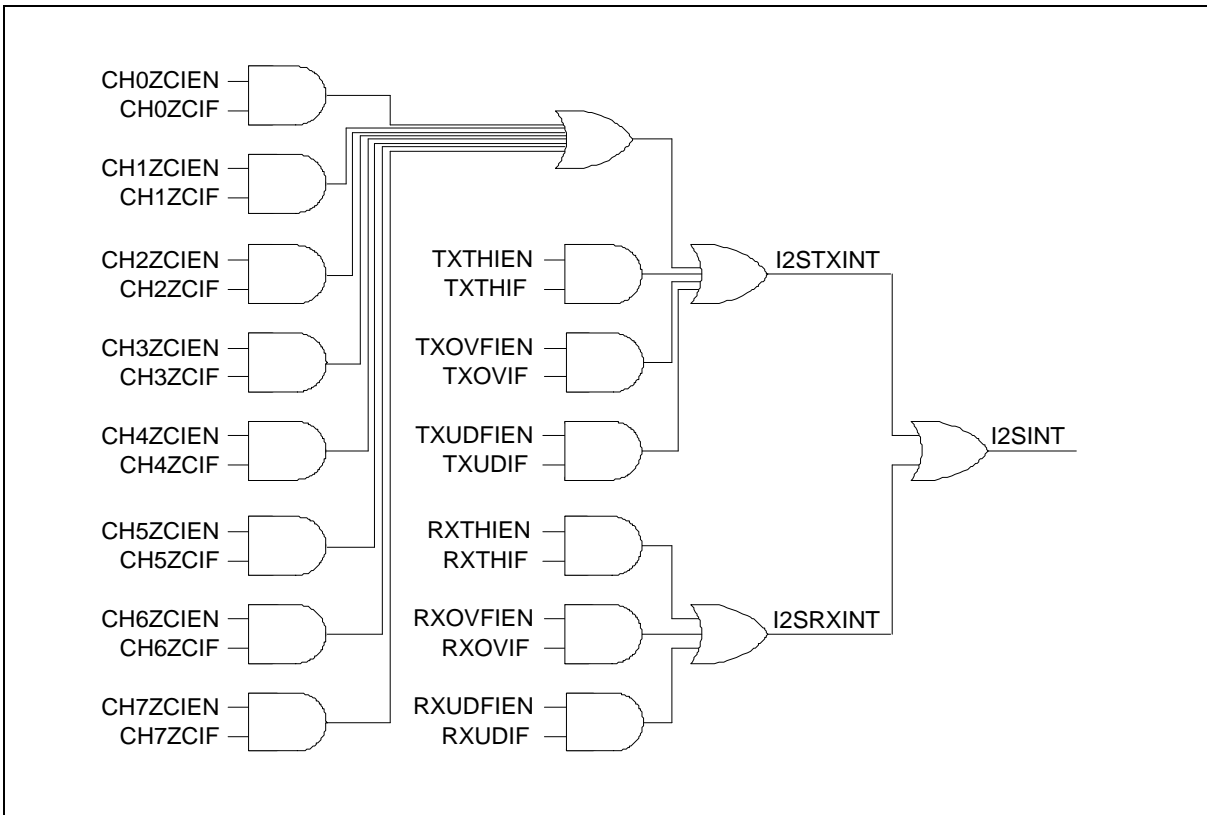 CH0ZCIEN
CH0ZCIF
CH1ZCIEN
CH1ZCIF
CH2ZCIEN
CH2ZCIF
CH3ZCIEN
CH3ZCIF
CH4ZCIEN
CH4ZCIF
CH5ZCIEN
CH5ZCIF
CH6ZCIEN
CH6ZCIF
CH7ZCIEN
CH7ZCIF
TXTHIEN
TXTHIF
TXOVFIEN
TXOVIF
TXUDFIEN
TXUDIF
RXTHIEN
RXTHIF
RXOVFIEN
RXOVIF
RXUDFIEN
RXUDIF
I2STXINT
I2SRXINT
I2SINT